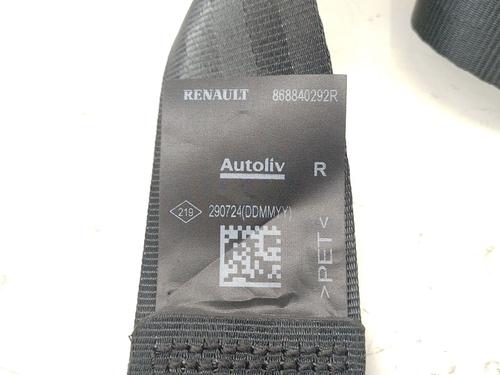 RENAULT 868840292R
Autoliv R
219 290724(DDMMYY)
>PET<